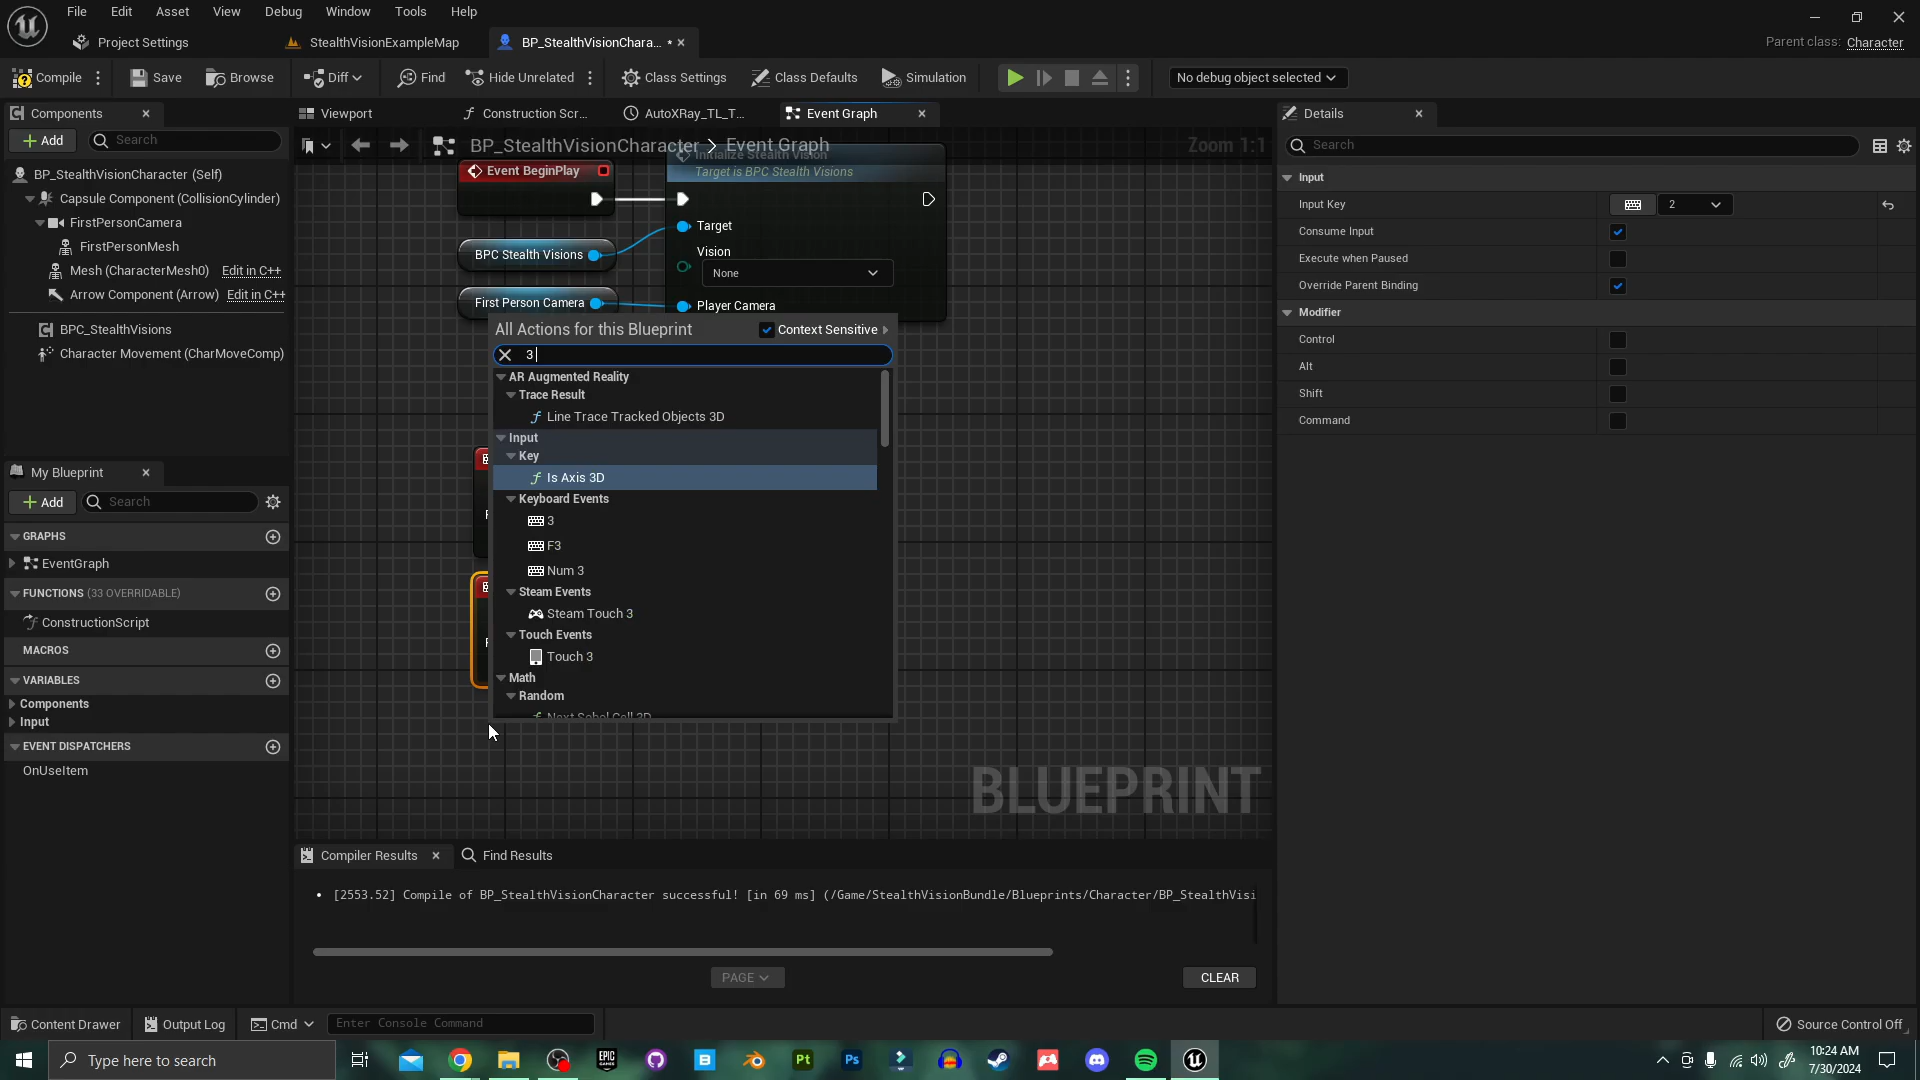 File Edit Asset View Debug Window Tools Help
Project Settings StealthVisionExampleMap BP_StealthVisionChara... * Parent class: Character
Compile Save Browse Diff Find Hide Unrelated Class Settings Class Defaults Simulation No debug object selected
Components Viewport Construction Scr... AutoXRay_TL_T... Event Graph Details
Add Search BP_StealthVisionCharacter > Event Graph Zoom 1:1 Search
BP_StealthVisionCharacter (Self)
Capsule Component (CollisionCylinder)
FirstPersonCamera
FirstPersonMesh
Mesh (CharacterMesh0) Edit in C++
Arrow Component (Arrow) Edit in C++
BPC_StealthVisions
Character Movement (CharMoveComp)
My Blueprint
Add Search
GRAPHS
EventGraph
FUNCTIONS (33 OVERRIDABLE)
ConstructionScript
MACROS
VARIABLES
Components
Input
EVENT DISPATCHERS
OnUseItem
Event BeginPlay
Initialize Stealth Vision
Target is BPC Stealth Visions
Target
BPC Stealth Visions
Vision
None
First Person Camera
Player Camera
All Actions for this Blueprint Context Sensitive
3
AR Augmented Reality
Trace Result
Line Trace Tracked Objects 3D
Input
Key
Is Axis 3D
Keyboard Events
3
F3
Num 3
Steam Events
Steam Touch 3
Touch Events
Touch 3
Math
Random
Next Sobol Cell 3D
BLUEPRINT
Input
Input Key 2
Consume Input
Execute when Paused
Override Parent Binding
Modifier
Control
Alt
Shift
Command
Compiler Results Find Results
[2553.52] Compile of BP_StealthVisionCharacter successful! [in 69 ms] (/Game/StealthVisionBundle/Blueprints/Character/BP_StealthVisi
PAGE CLEAR
Content Drawer Output Log Cmd Enter Console Command Source Control Off
Type here to search EPIC GAMES Pt Ps 10:24 AM
7/30/2024